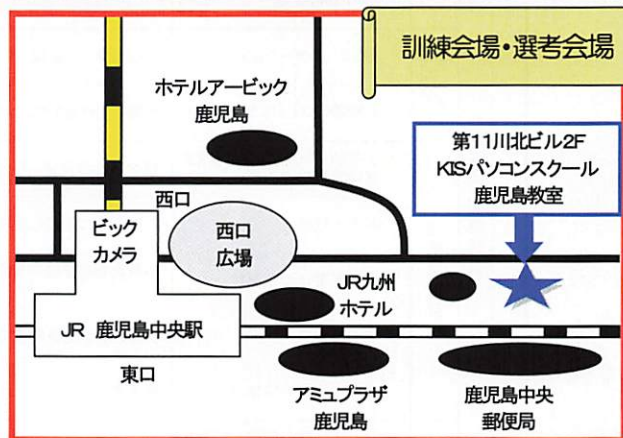 訓練会場・選考会場
ホテルアービック
鹿児島
第11川北ビル2F
KISパソコンスクール
鹿児島教室
西口
ビック
カメラ
西口
広場
JR九州
ホテル
JR 鹿児島中央駅
東口
アミュプラザ
鹿児島
鹿児島中央
郵便局